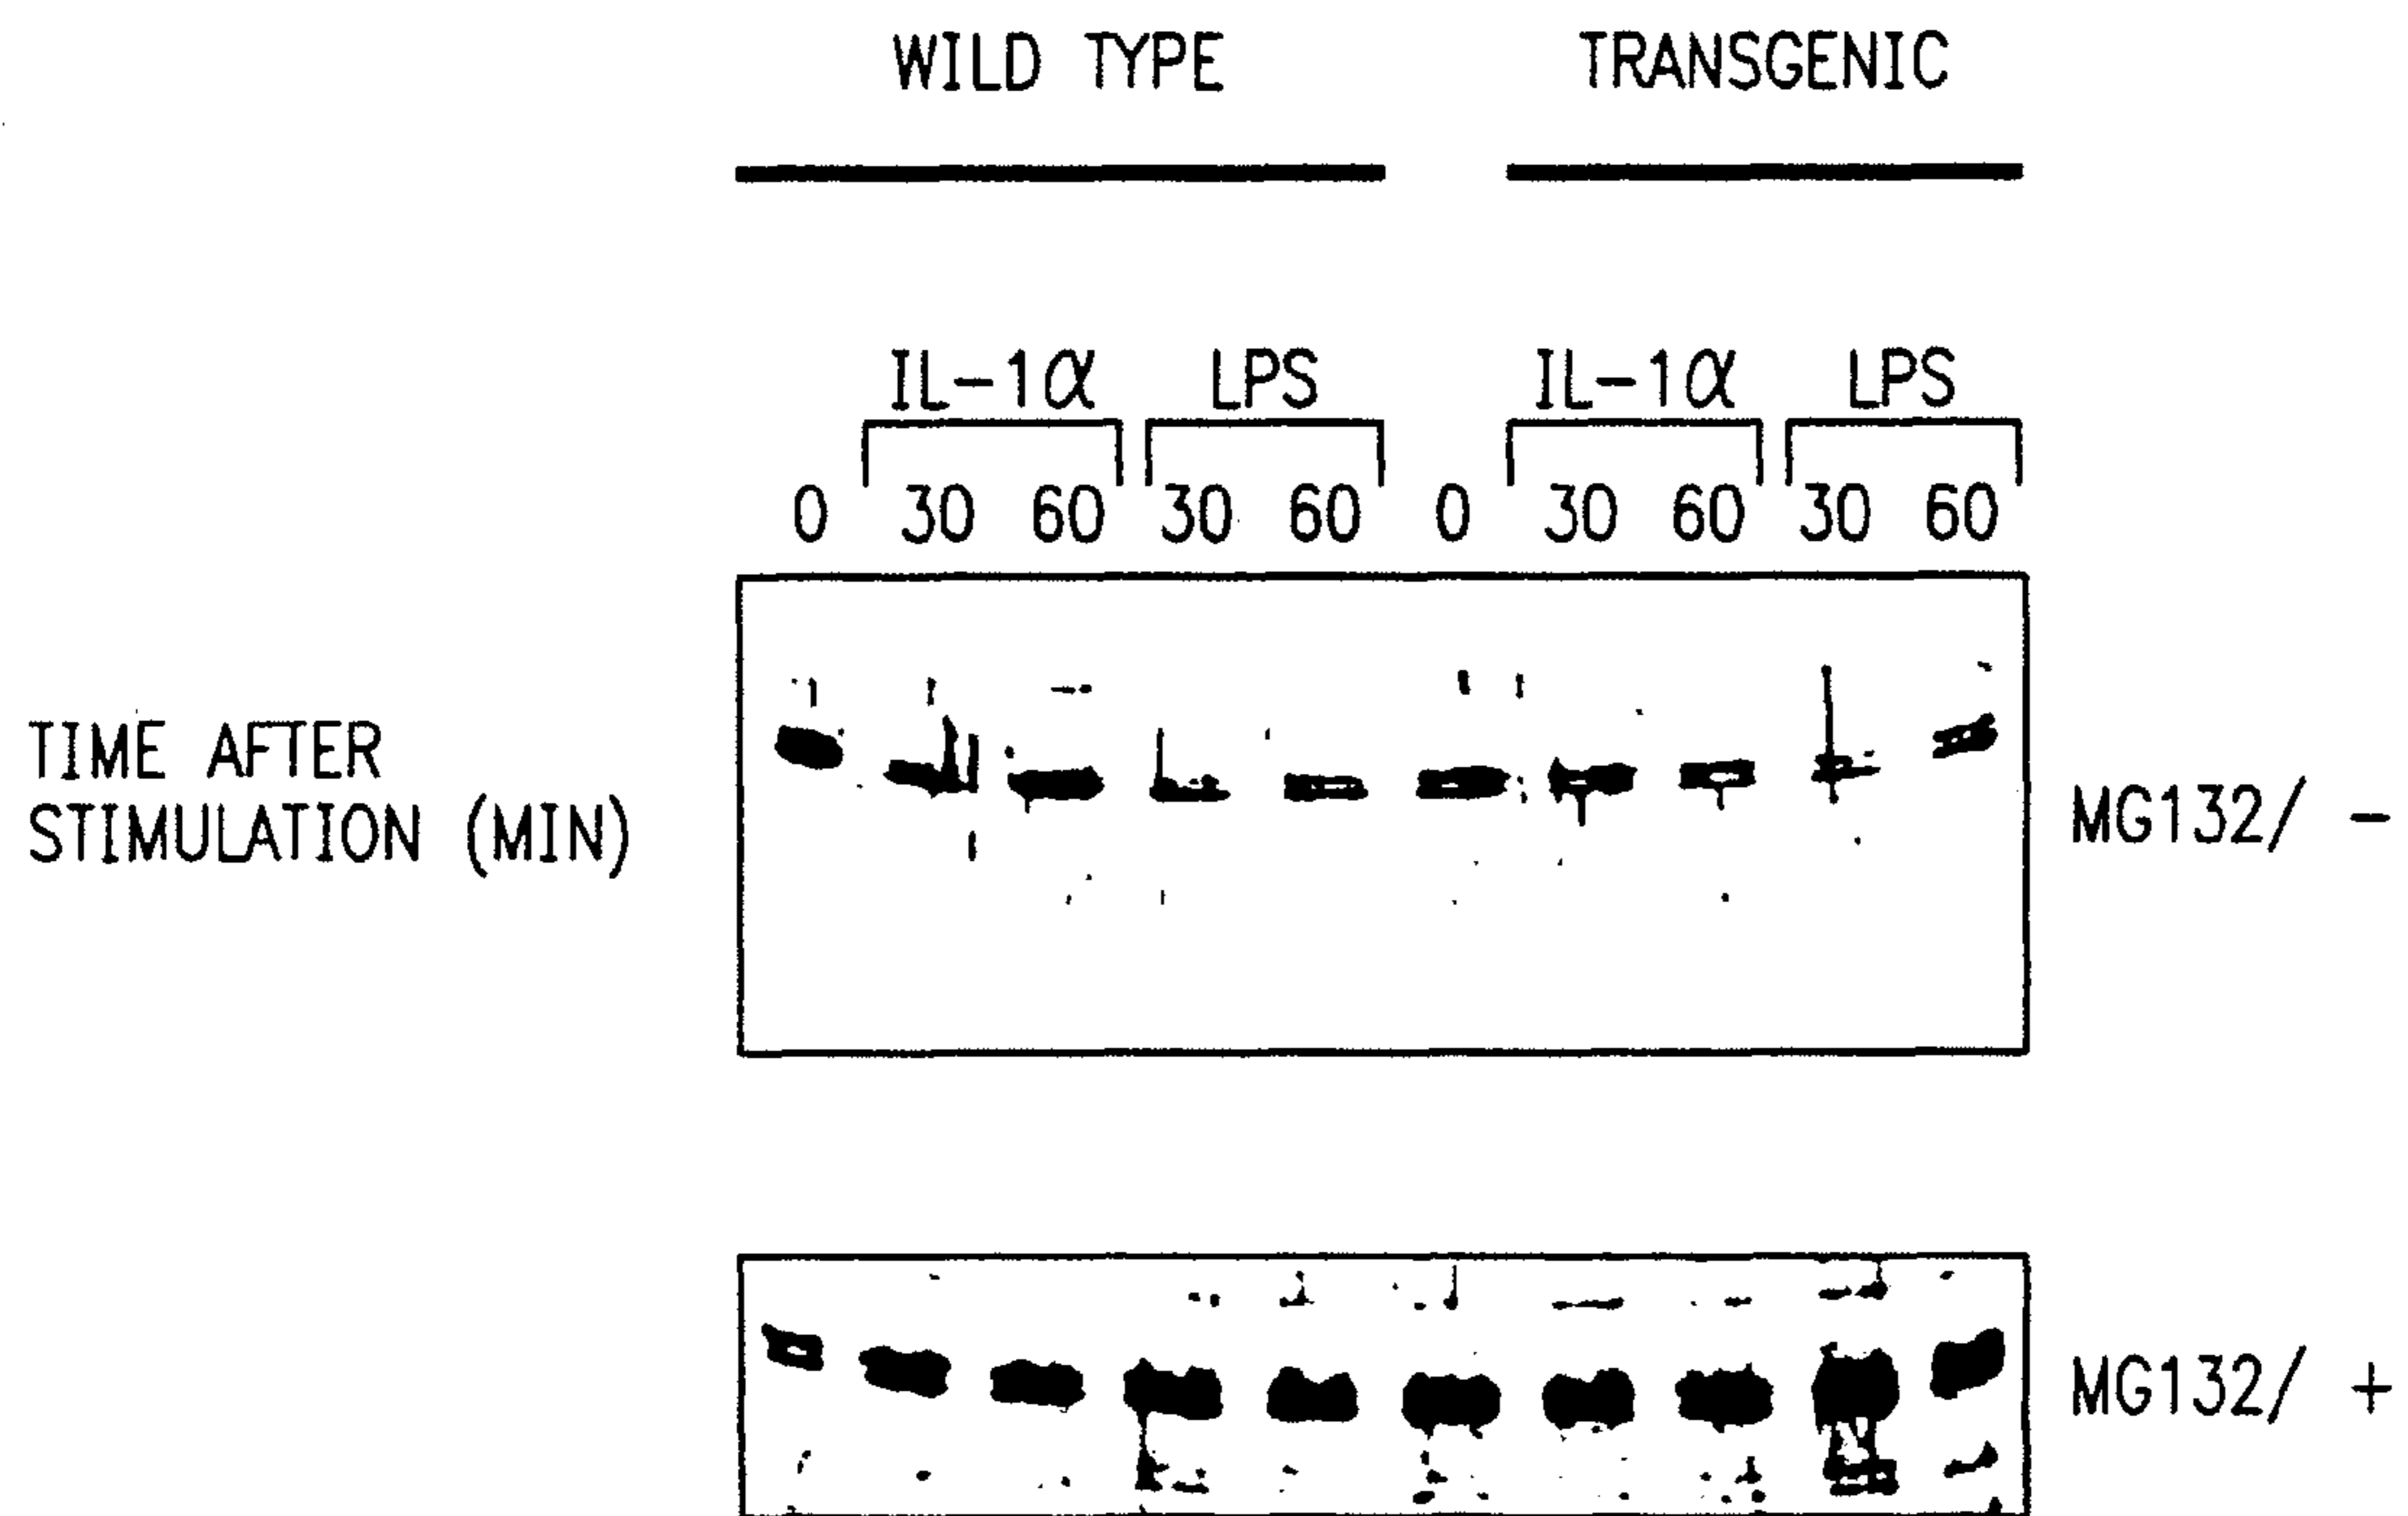 WILD TYPE TRANSGENIC
IL-1α LPS IL-1α LPS
0 30 60 30 60 0 30 60 30 60
TIME AFTER
STIMULATION (MIN)
MG132/ -
MG132/ +